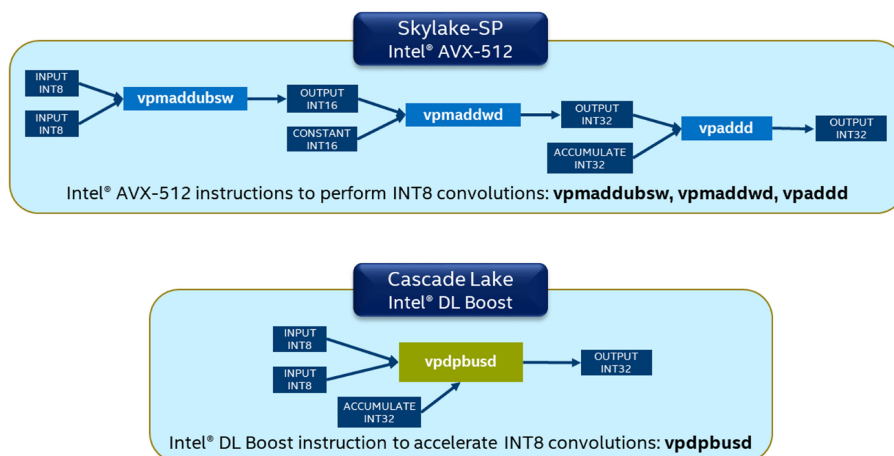 Skylake-SP
Intel® AVX-512
INPUT
INT8
INPUT
INT8
vpmaddubsw
OUTPUT
INT16
CONSTANT
INT16
vpmaddwd
OUTPUT
INT32
ACCUMULATE
INT32
vpaddd
OUTPUT
INT32
Intel® AVX-512 instructions to perform INT8 convolutions: vpmaddubsw, vpmaddwd, vpaddd
Cascade Lake
Intel® DL Boost
INPUT
INT8
INPUT
INT8
vpdpbusd
ACCUMULATE
INT32
OUTPUT
INT32
Intel® DL Boost instruction to accelerate INT8 convolutions: vpdpbusd